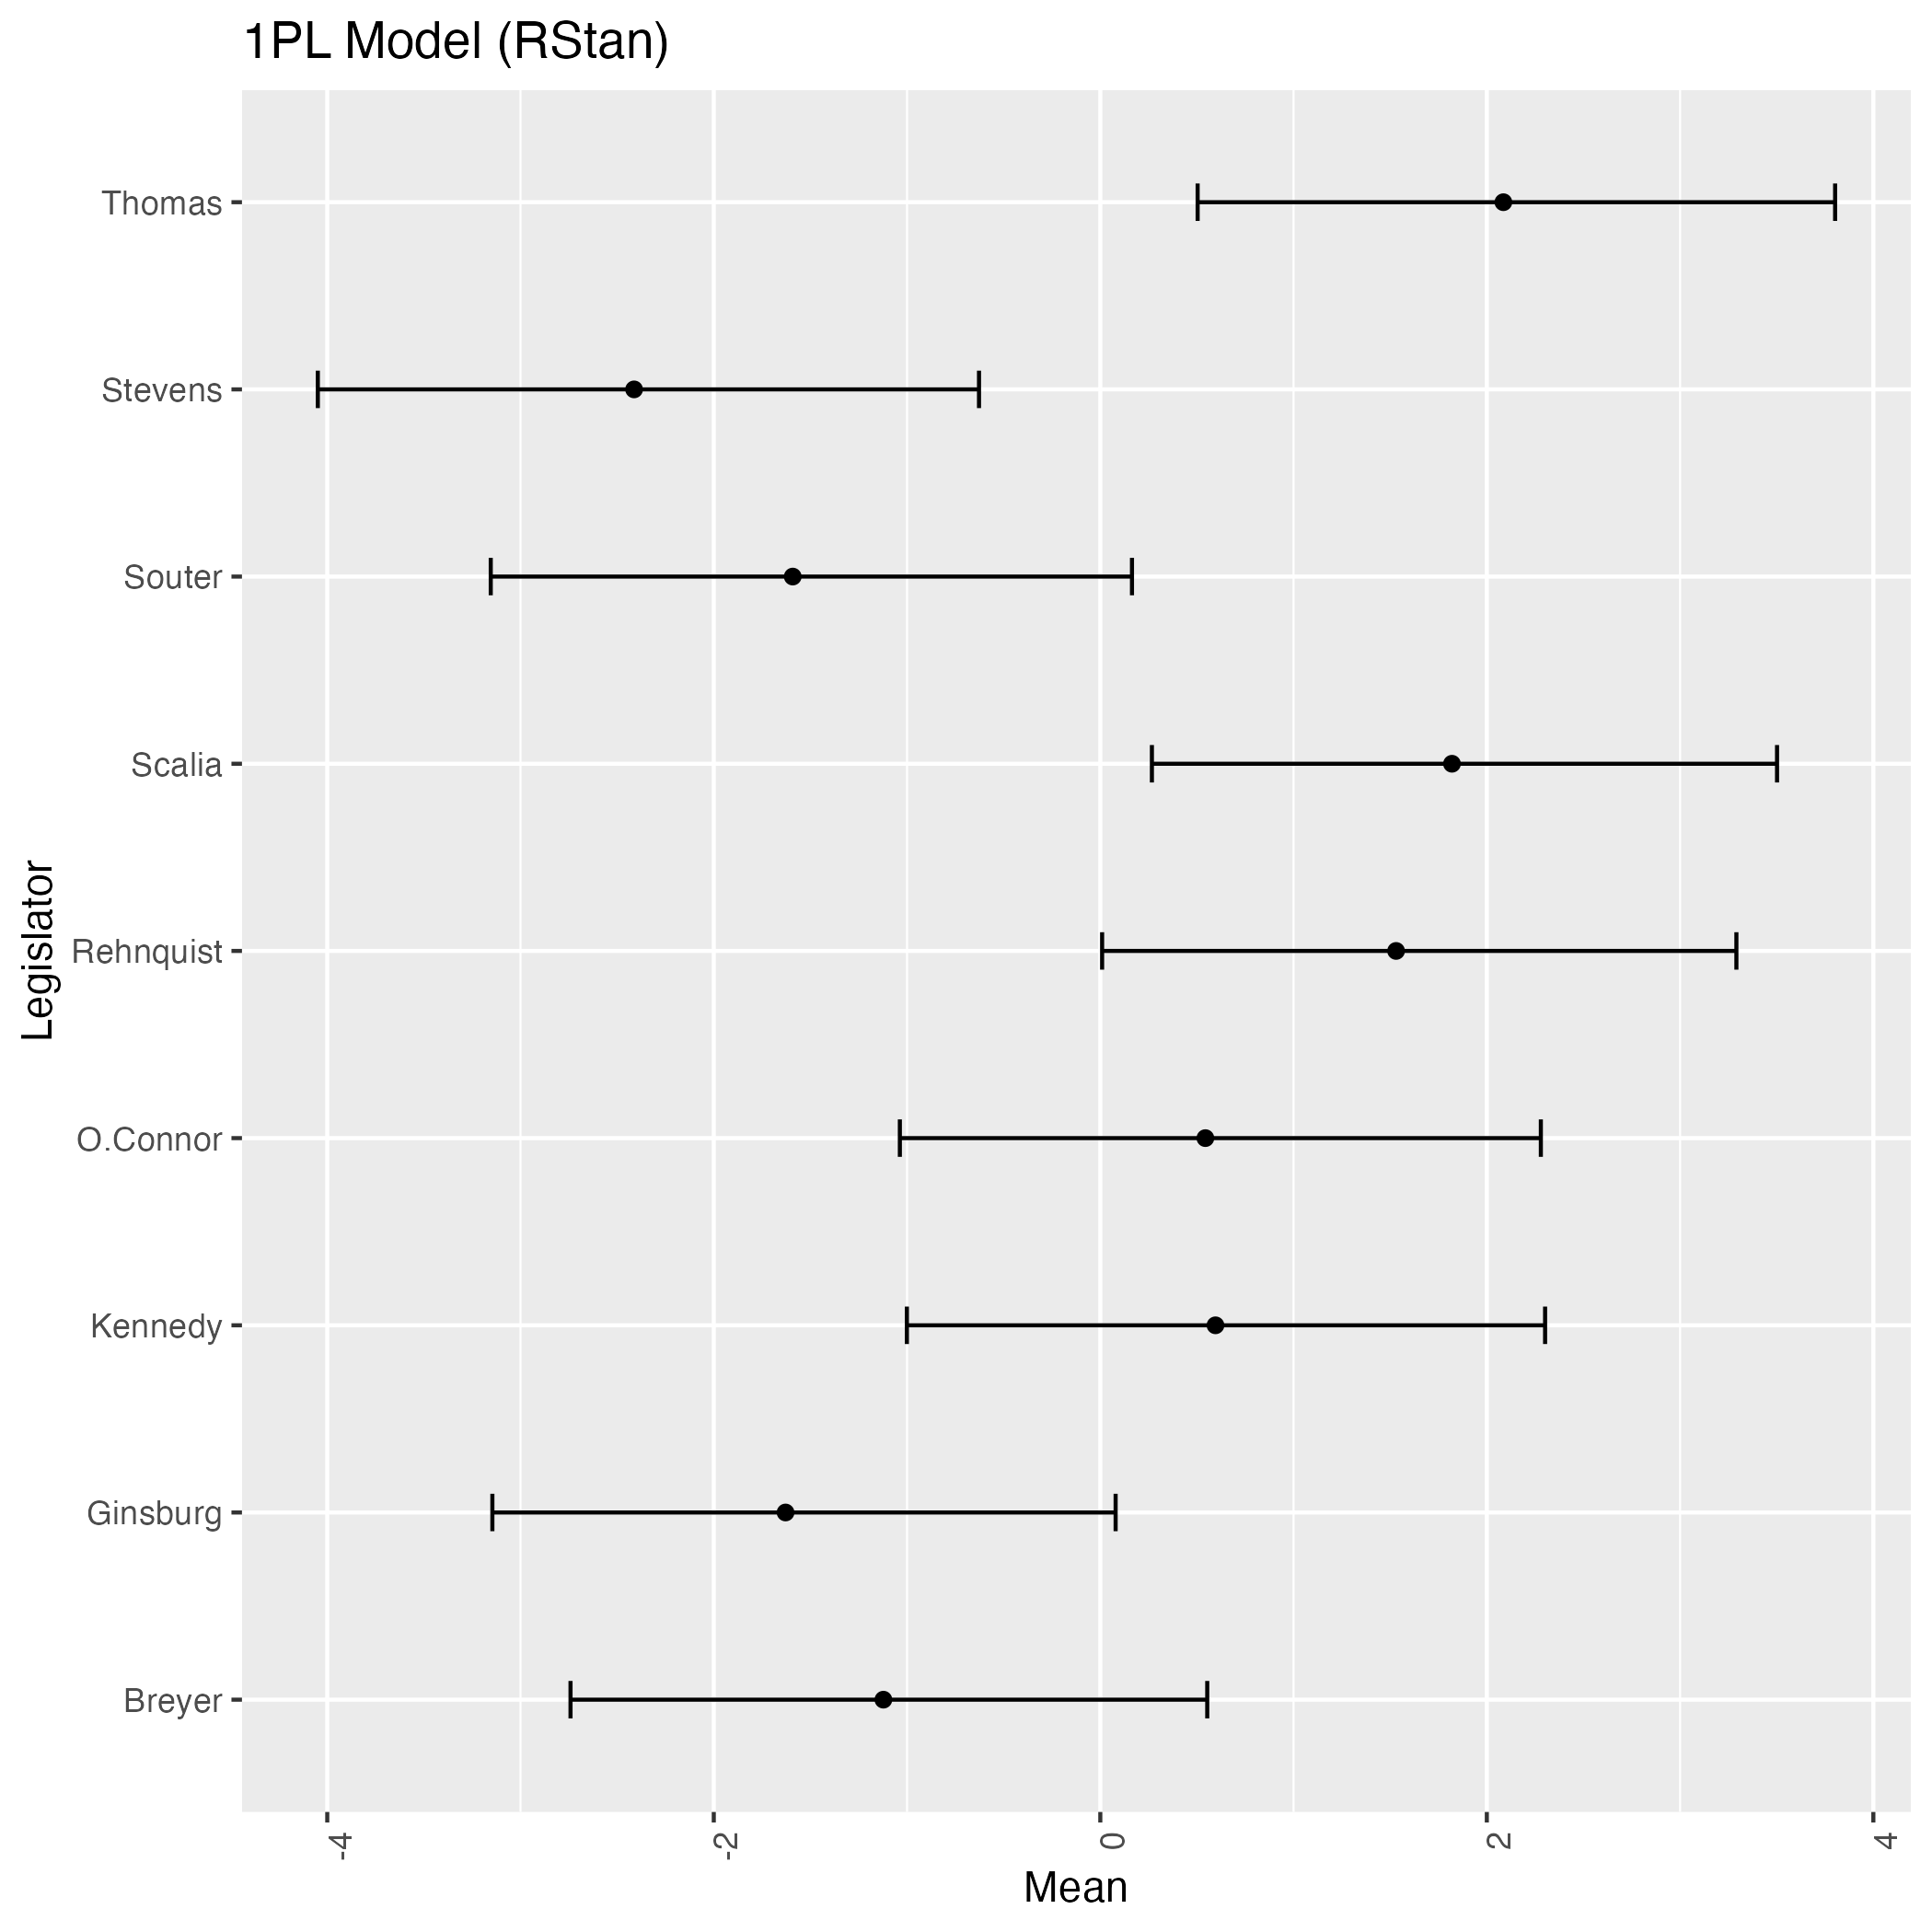 1PL Model (RStan)
Legislator
Thomas
Stevens
Souter
Scalia
Rehnquist
O.Connor
Kennedy
Ginsburg
Breyer
-4
-2
0
2
4
Mean